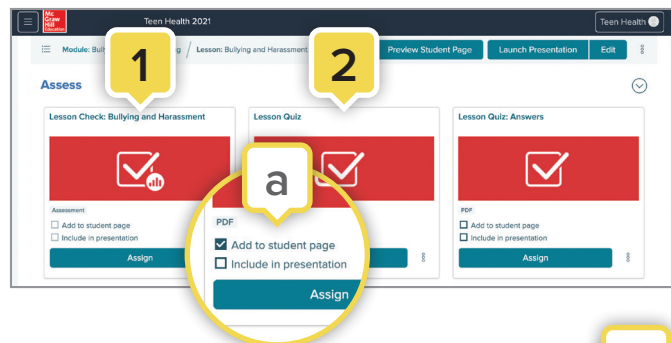 Mc
Graw
Hill
Education
Teen Health 2021
Teen Health
Module: Bul
g / Lesson: Bullying and Harassment
Preview Student Page
Launch Presentation
Edit
1
2
Assess
Lesson Check: Bullying and Harassment
Lesson Quiz
Lesson Quiz: Answers
a
Assessment
Add to student page
Include in presentation
Assign
PDF
Add to student page
Include in presentation
Assign
PDF
Add to student page
Include in presentation
Assign